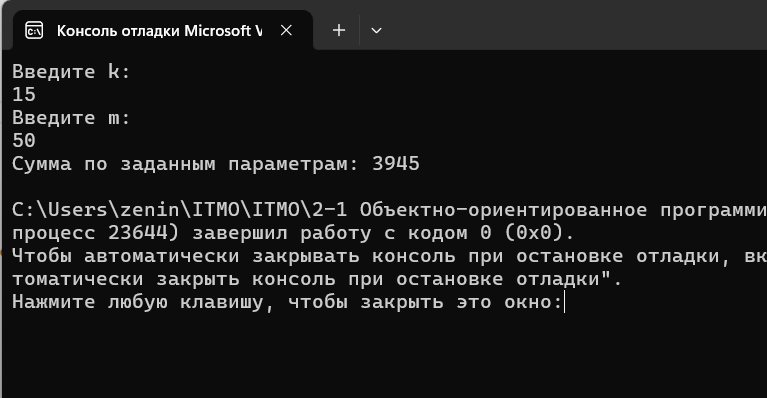 Консоль отладки Microsoft V
Введите k:
15
Введите m:
50
Сумма по заданным параметрам: 3945
C:\Users\zenin\ITMO\ITMO\2-1 Объектно-ориентированное программи
процесс 23644) завершил работу с кодом 0 (0x0).
Чтобы автоматически закрывать консоль при остановке отладки, вк
томатически закрыть консоль при остановке отладки".
Нажмите любую клавишу, чтобы закрыть это окно: